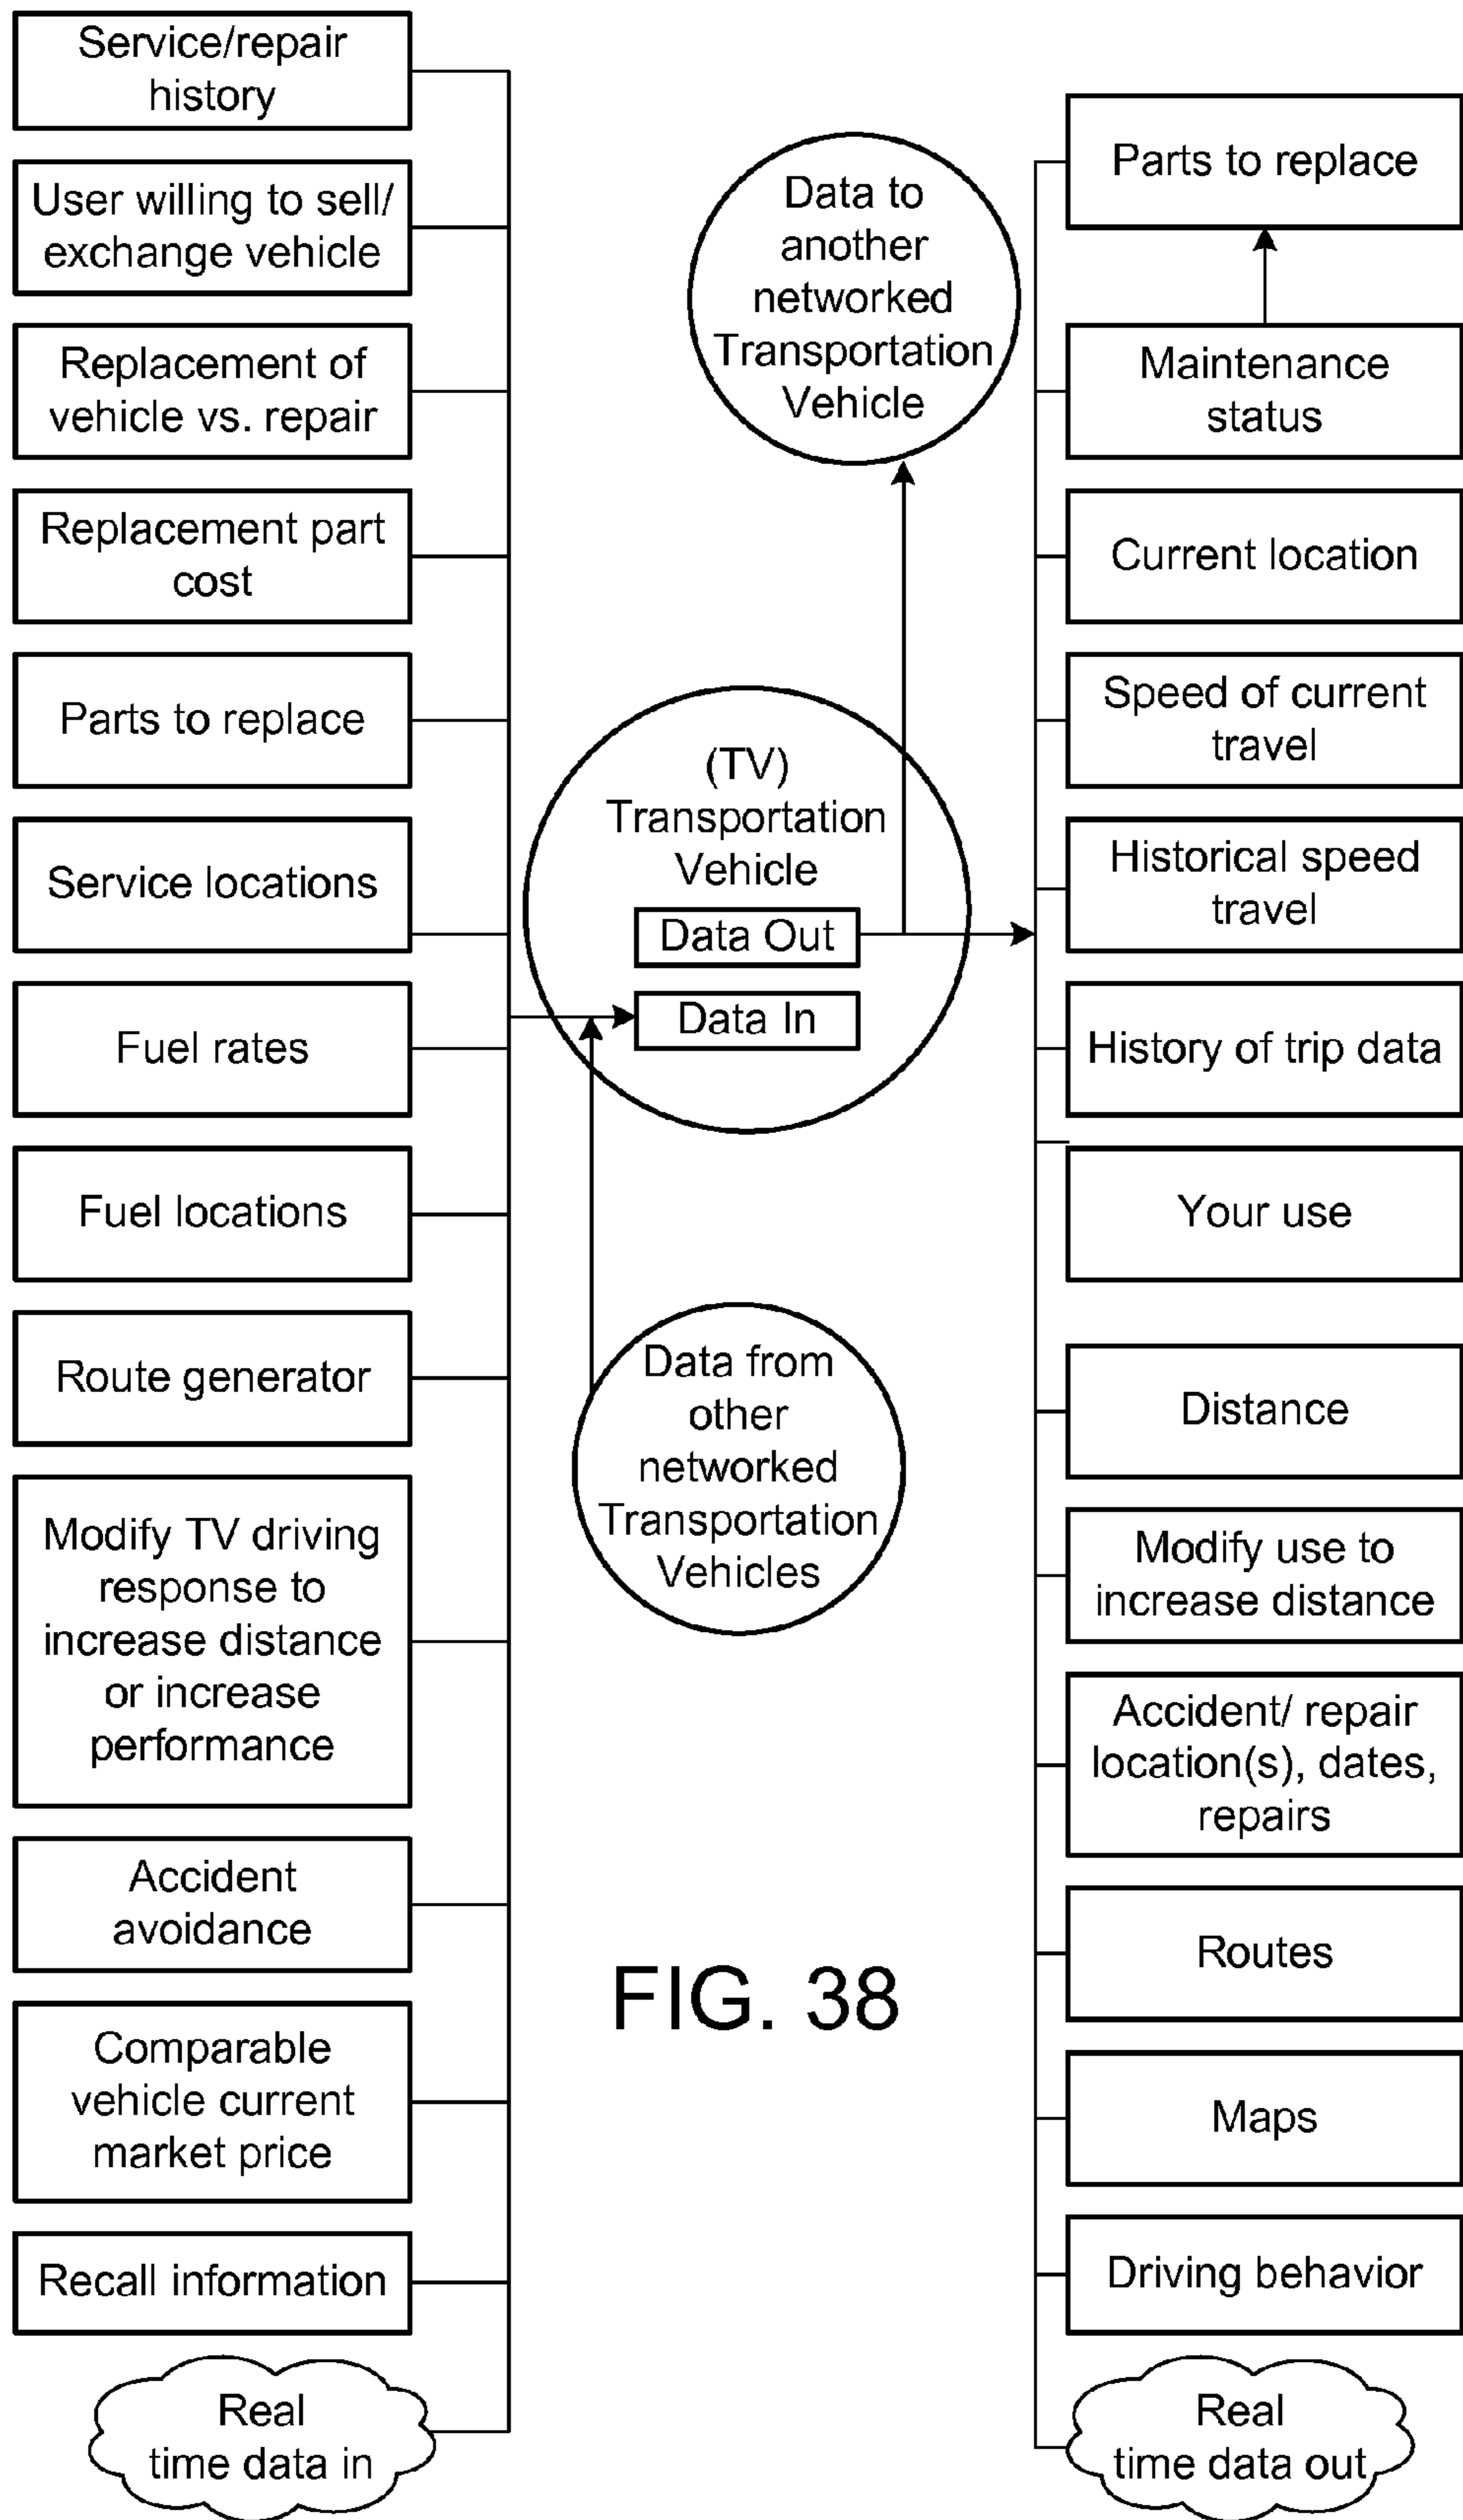 Service/repair
history
User willing to sell/
exchange vehicle
Replacement of
vehicle vs. repair
Replacement part
cost
Parts to replace
Service locations
Fuel rates
Fuel locations
Route generator
Modify TV driving
response to
increase distance
or increase
performance
Accident
avoidance
Comparable
vehicle current
market price
Recall information
Real
time data in
Data to
another
networked
Transportation
Vehicle
(TV)
Transportation
Vehicle
Data Out
Data In
Data from
other
networked
Transportation
Vehicles
FIG. 38
Parts to replace
Maintenance
status
Current location
Speed of current
travel
Historical speed
travel
History of trip data
Your use
Distance
Modify use to
increase distance
Accident/ repair
location(s), dates,
repairs
Routes
Maps
Driving behavior
Real
time data out